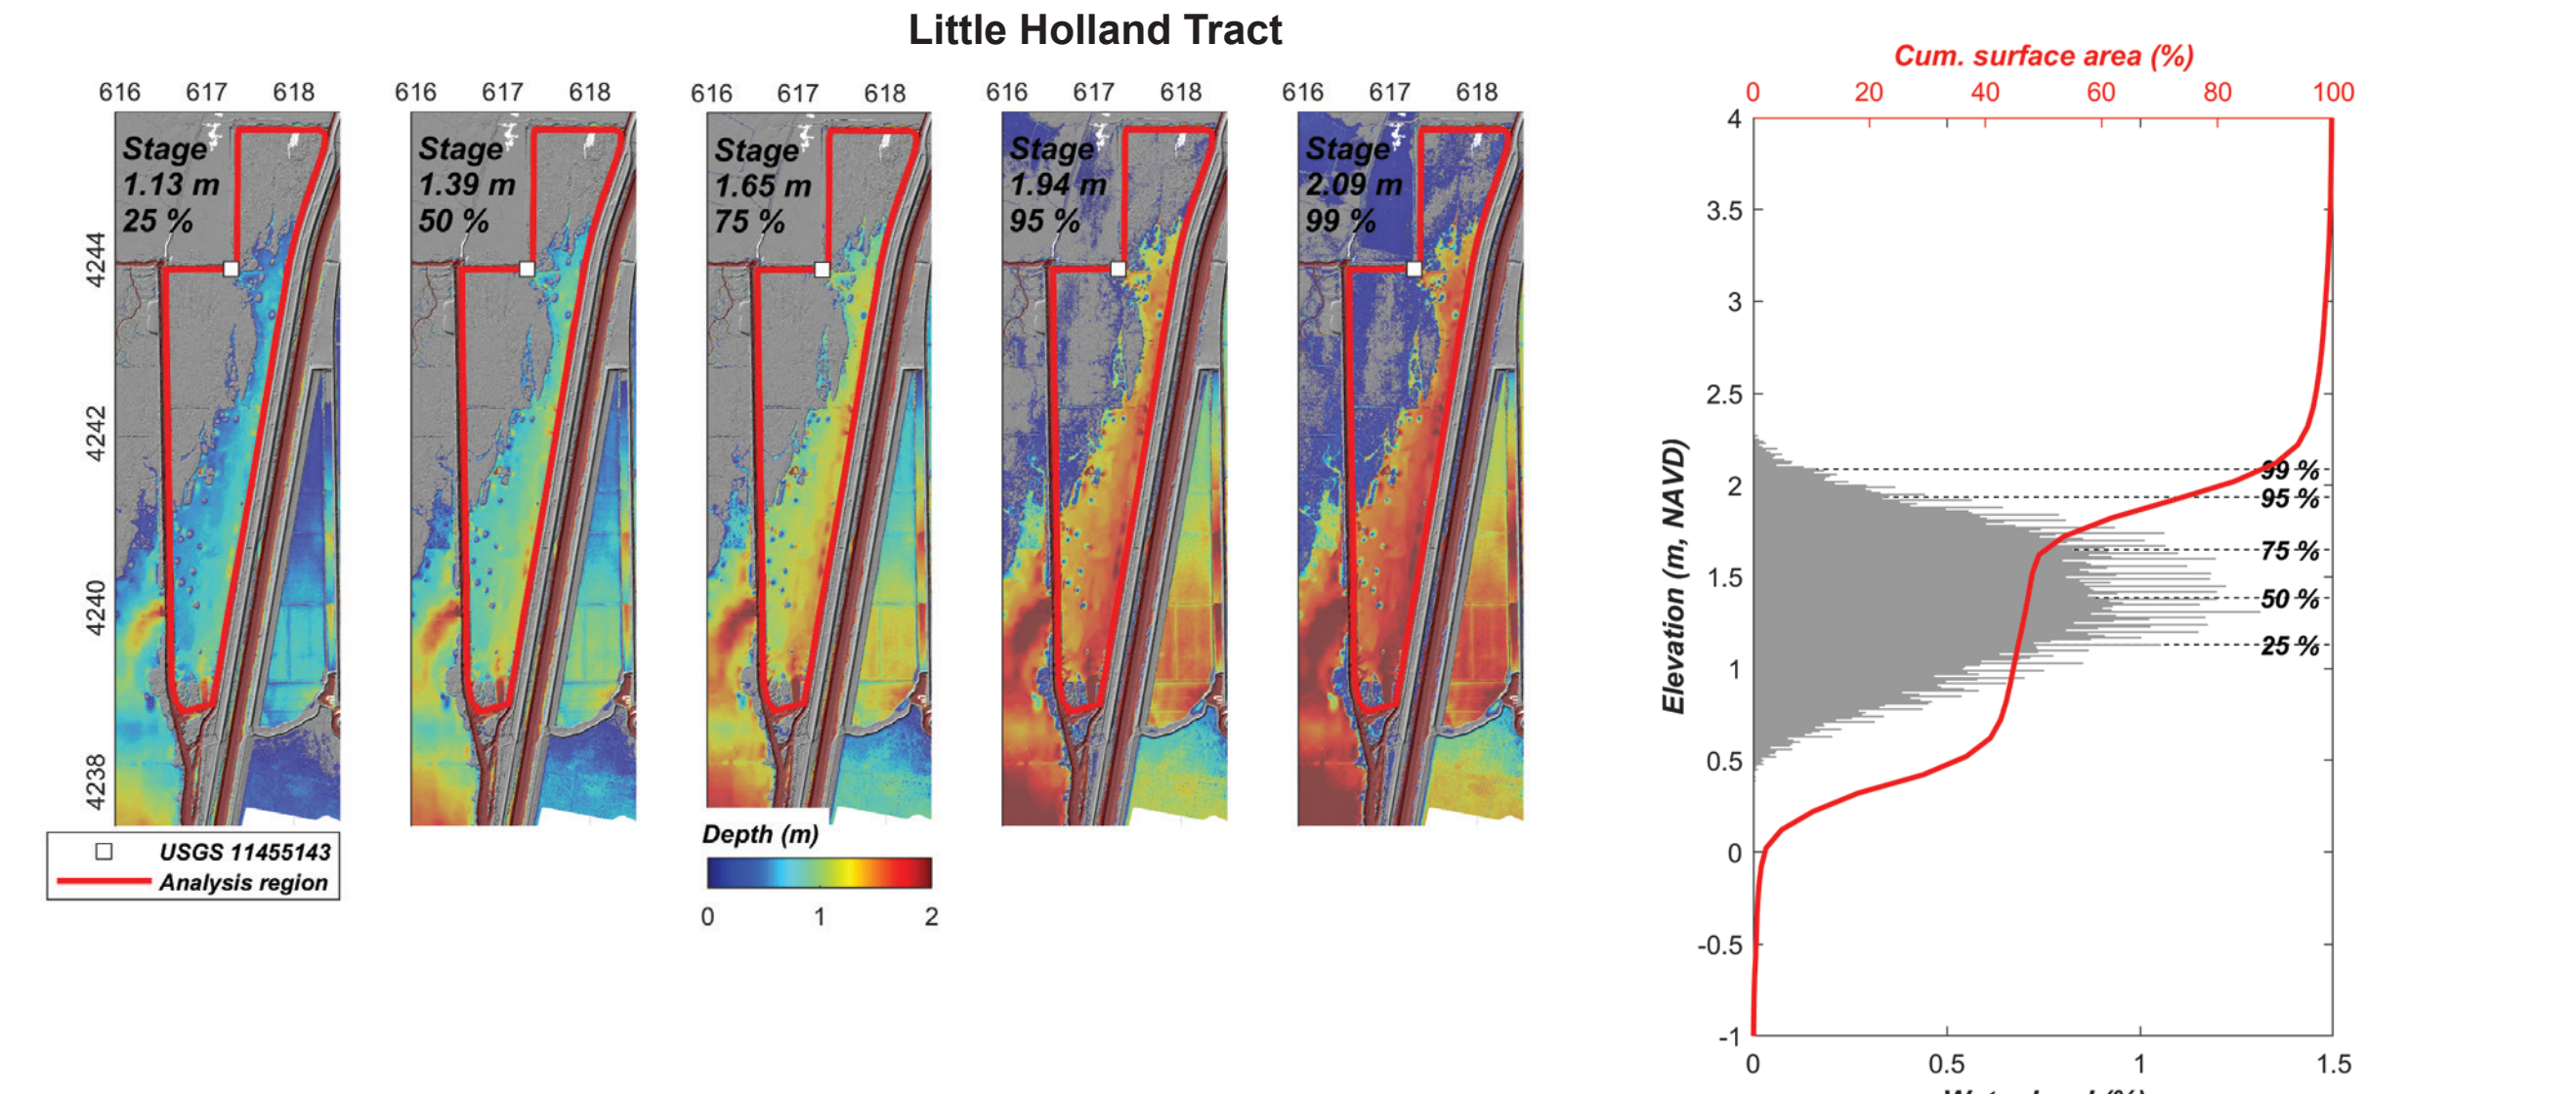 Little Holland Tract
616 617 618
616 617 618
616 617 618
616 617 618
616 617 618
Stage
1.13 m
25 %
Stage
1.39 m
50 %
Stage
1.65 m
75 %
Stage
1.94 m
95 %
Stage
2.09 m
99 %
4244
4242
4240
4238
USGS 11455143
Analysis region
Depth (m)
0 1 2
Cum. surface area (%)
0 20 40 60 80 100
Elevation (m, NAVD)
4
3.5
3
2.5
2
1.5
1
0.5
0
-0.5
-1
99 %
95 %
75 %
50 %
25 %
0 0.5 1 1.5